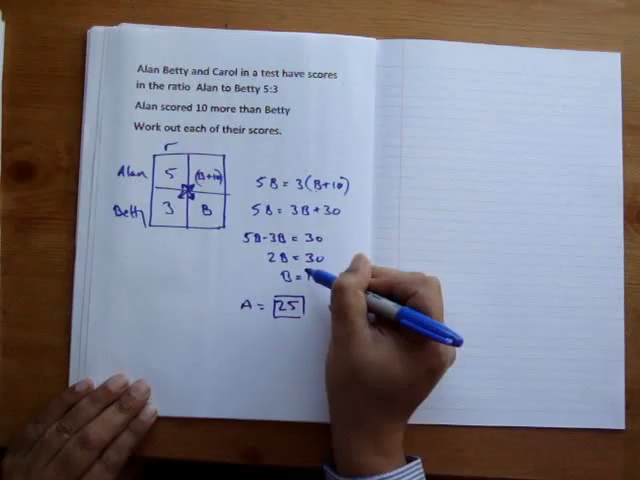 Alan Betty and Carol in a test have scores
in the ratio Alan to Betty 5:3
Alan scored 10 more than Betty
Work out each of their scores.
r
Alan 5 (B+10)
Betty 3 B
5B = 3(B+10)
5B = 3B + 30
5B-3B = 30
2B = 30
B =
A = 25